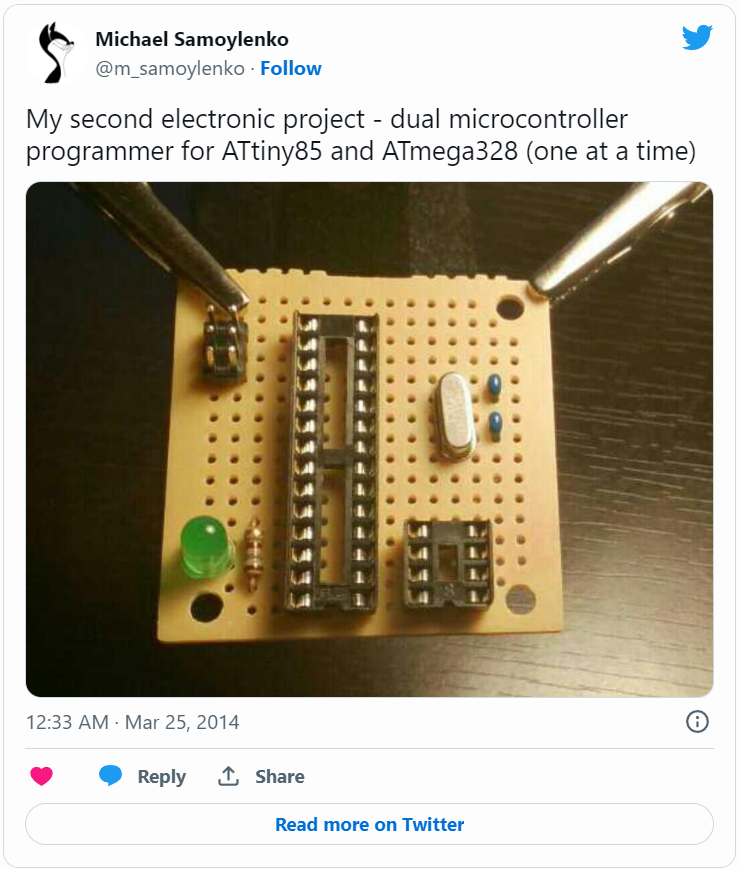 Michael Samoylenko
@m_samoylenko · Follow
My second electronic project - dual microcontroller
programmer for ATtiny85 and ATmega328 (one at a time)
12:33 AM · Mar 25, 2014
Reply
Share
Read more on Twitter